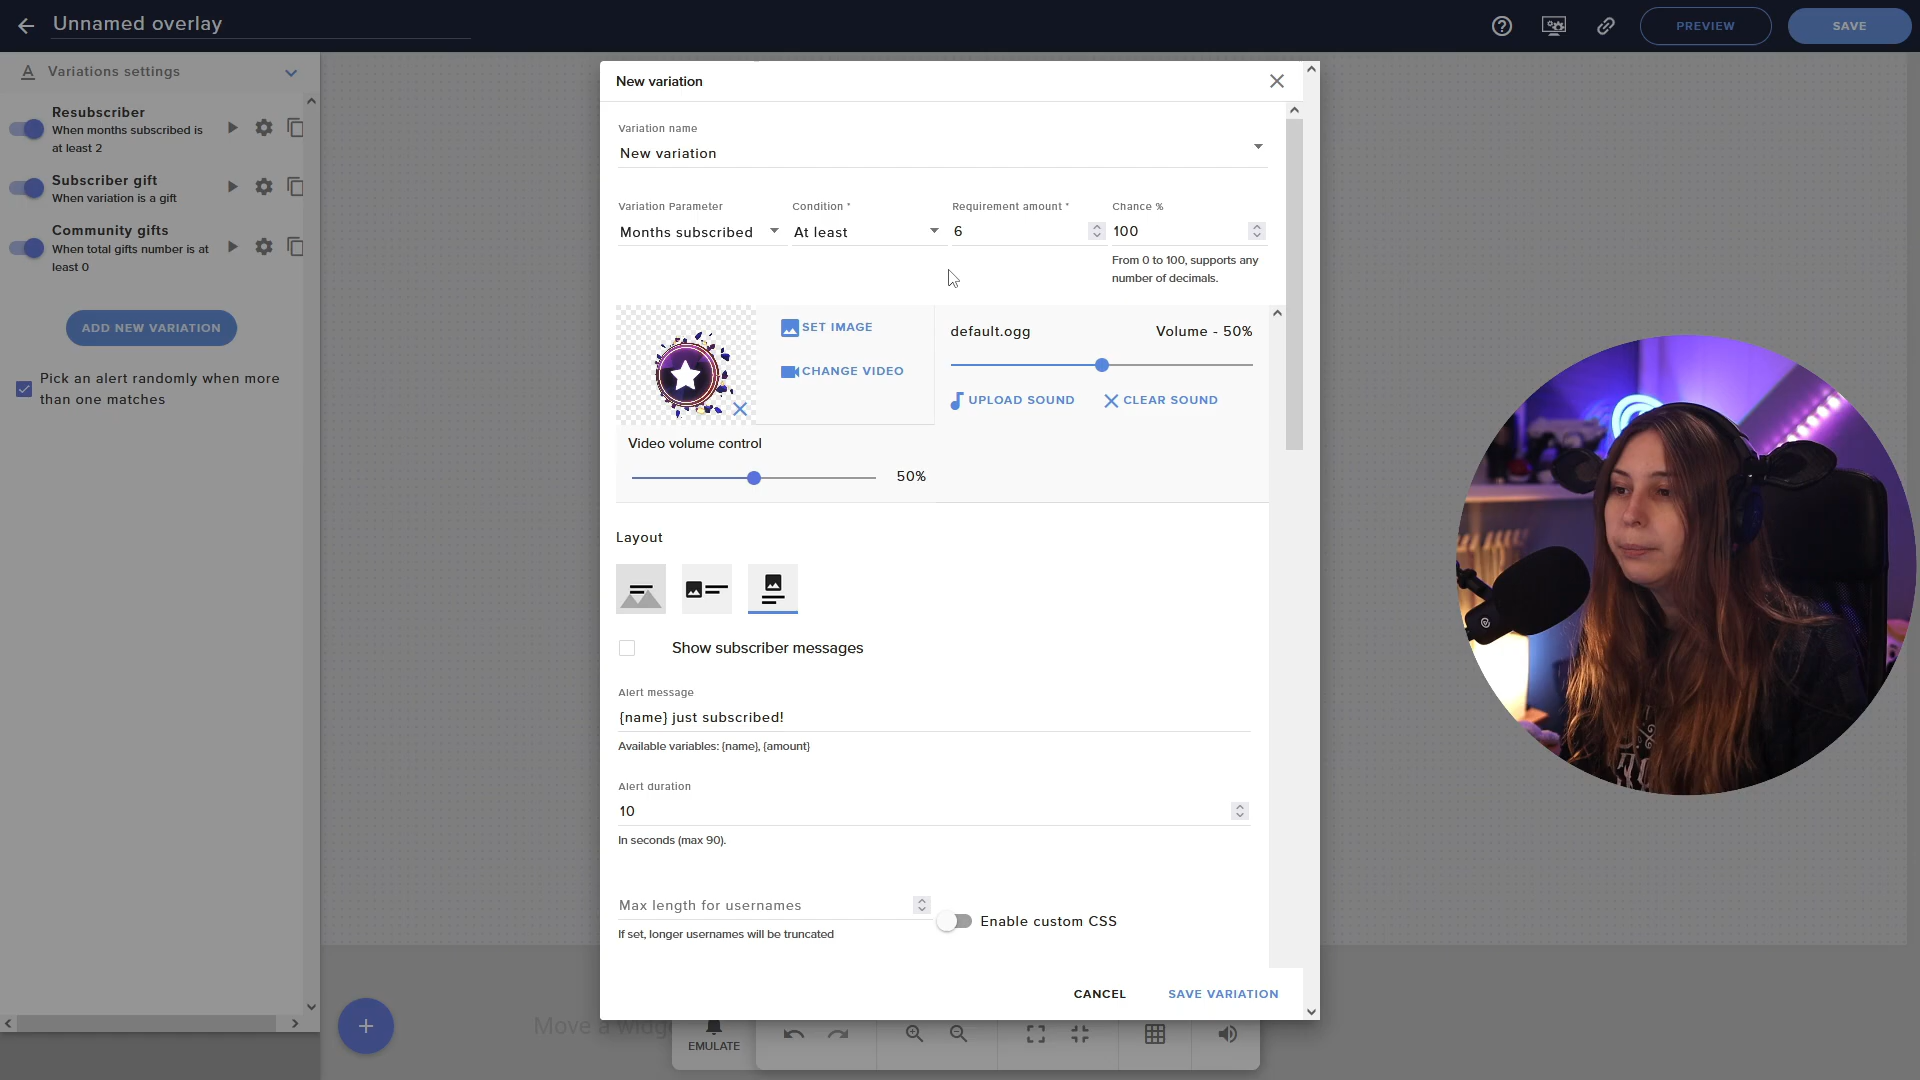 Unnamed overlay
PREVIEW
SAVE
Variations settings
Resubscriber
When months subscribed is
at least 2
Subscriber gift
When variation is a gift
Community gifts
When total gifts number is at
least 0
ADD NEW VARIATION
Pick an alert randomly when more
than one matches
New variation
Variation name
New variation
Variation Parameter
Months subscribed
Condition *
At least
Requirement amount *
6
Chance %
100
From 0 to 100, supports any
number of decimals.
SET IMAGE
CHANGE VIDEO
default.ogg
Volume - 50%
UPLOAD SOUND
CLEAR SOUND
Video volume control
50%
Layout
Show subscriber messages
Alert message
{name} just subscribed!
Available variables: {name}, {amount}
Alert duration
10
In seconds (max 90).
Max length for usernames
If set, longer usernames will be truncated
Enable custom CSS
CANCEL
SAVE VARIATION
Move a
EMULATE